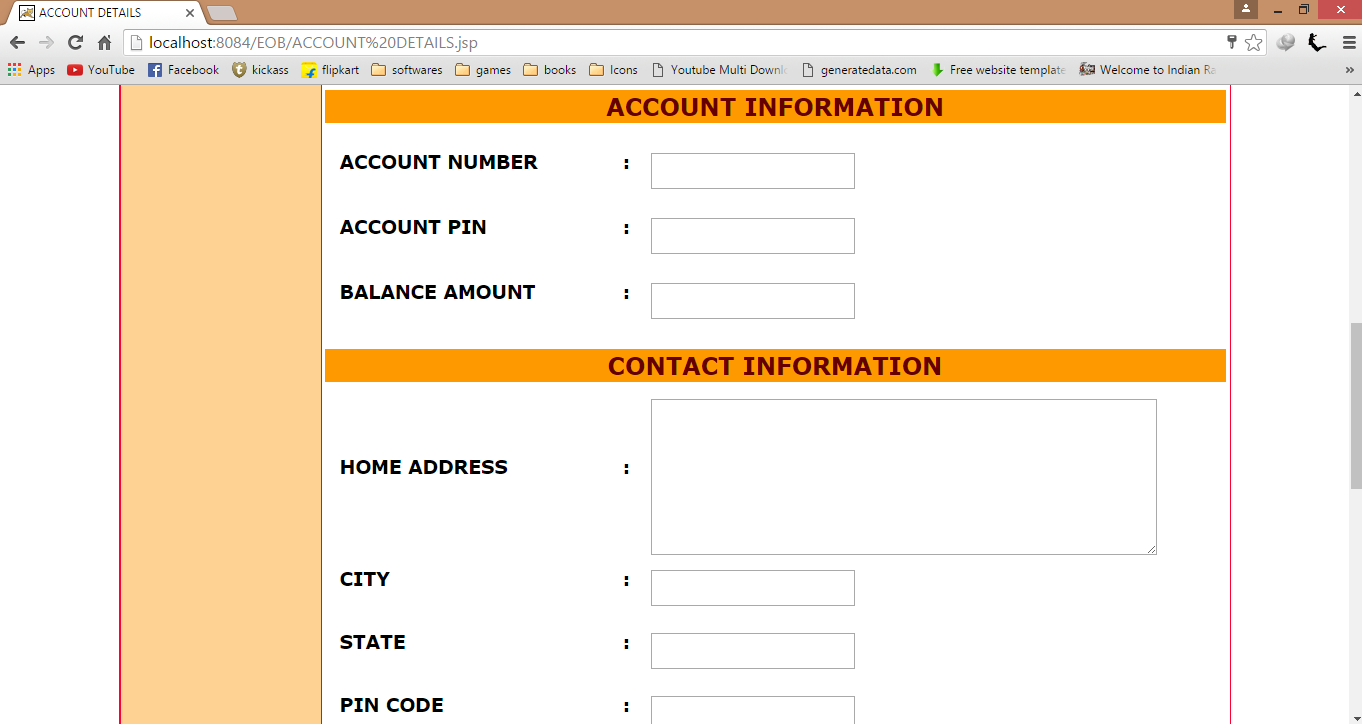 ACCOUNT DETAILS
localhost:8084/EOB/ACCOUNT%20DETAILS.jsp
Apps YouTube Facebook kickass flipkart softwares games books Icons Youtube Multi Downl generatedata.com Free website template Welcome to Indian Ra »
ACCOUNT INFORMATION
ACCOUNT NUMBER :
ACCOUNT PIN :
BALANCE AMOUNT :
CONTACT INFORMATION
HOME ADDRESS :
CITY :
STATE :
PIN CODE :